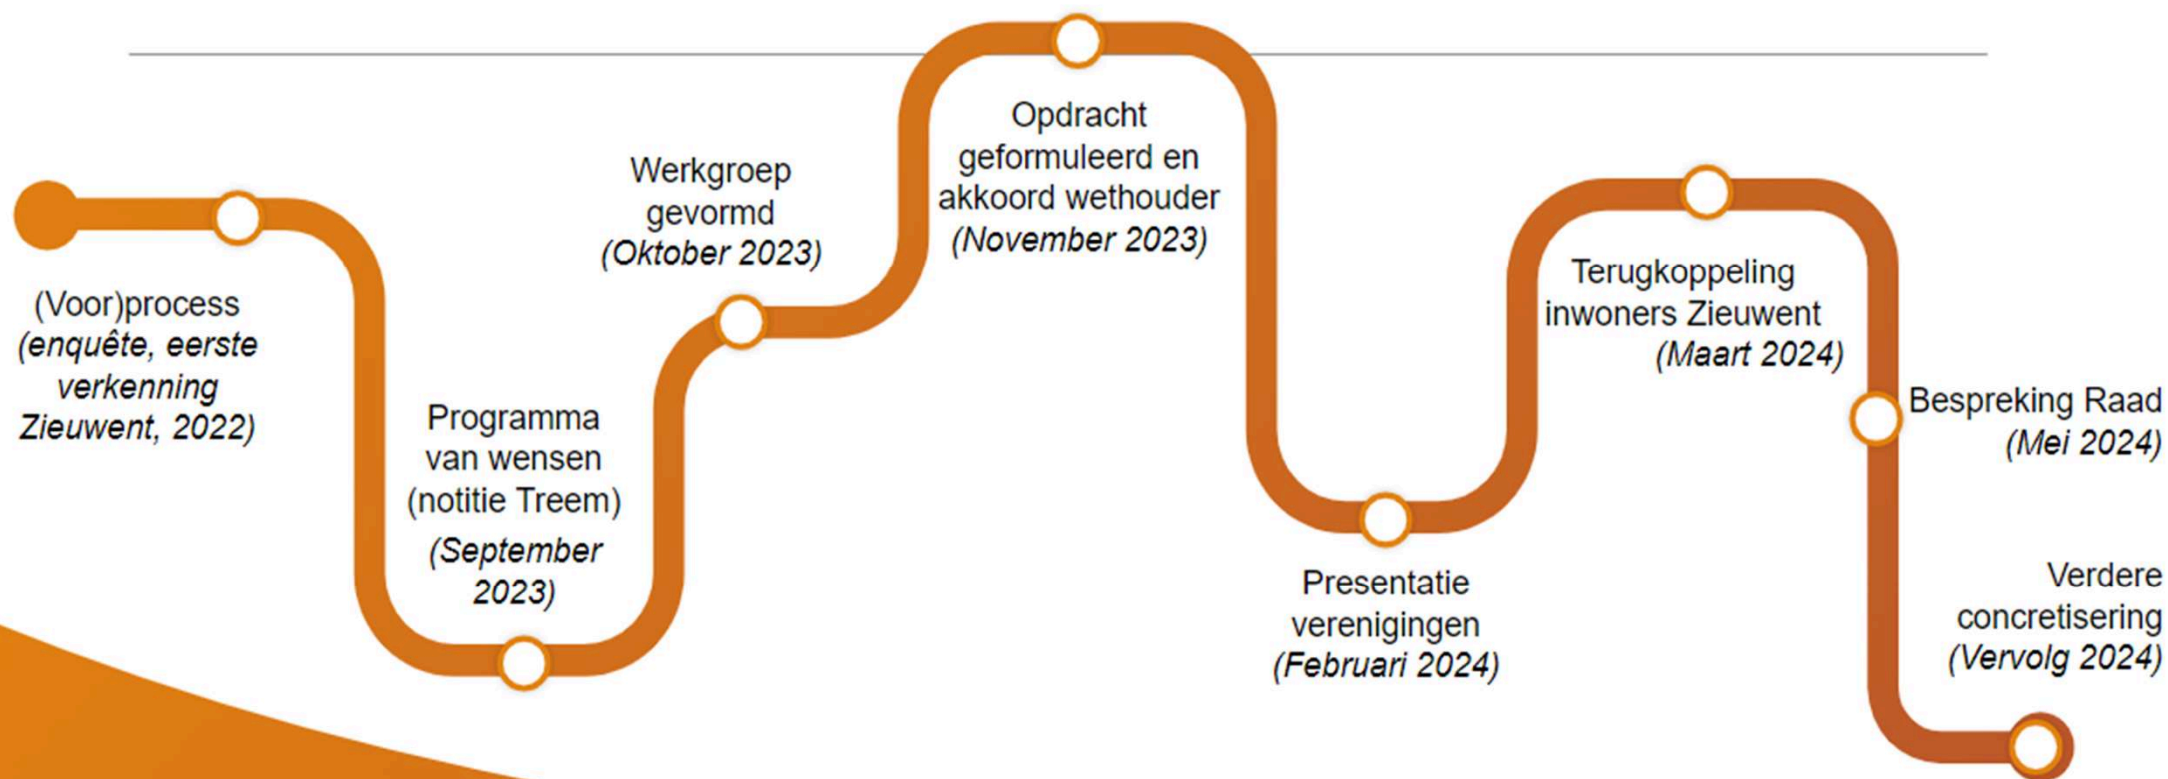 (Voor)process
(enquête, eerste
verkenning
Zieuwent, 2022)
Programma
van wensen
(notitie Treem)
(September
2023)
Werkgroep
gevormd
(Oktober 2023)
Opdracht
geformuleerd en
akkoord wethouder
(November 2023)
Presentatie
verenigingen
(Februari 2024)
Terugkoppeling
inwoners Zieuwent
(Maart 2024)
Bespreking Raad
(Mei 2024)
Verdere
concretisering
(Vervolg 2024)